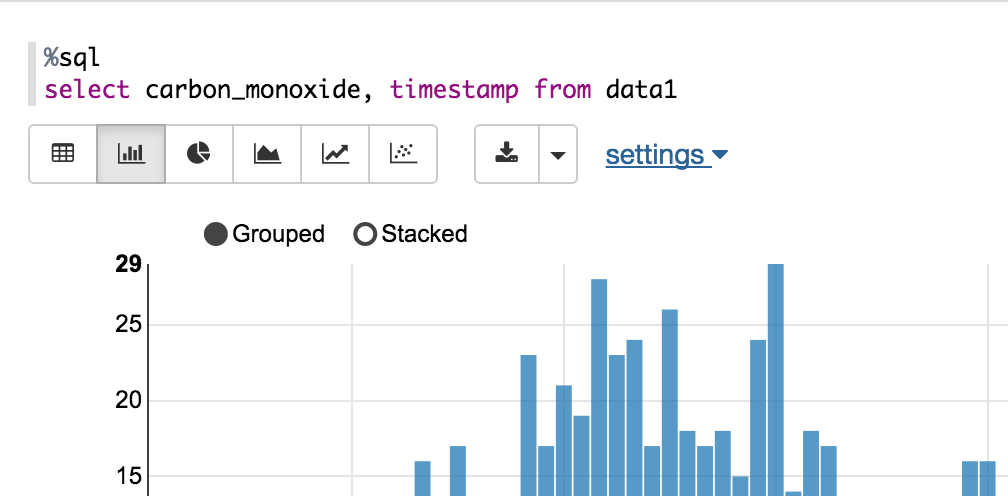 %sql
select carbon_monoxide, timestamp from data1
settings
Grouped Stacked
29
25
20
15